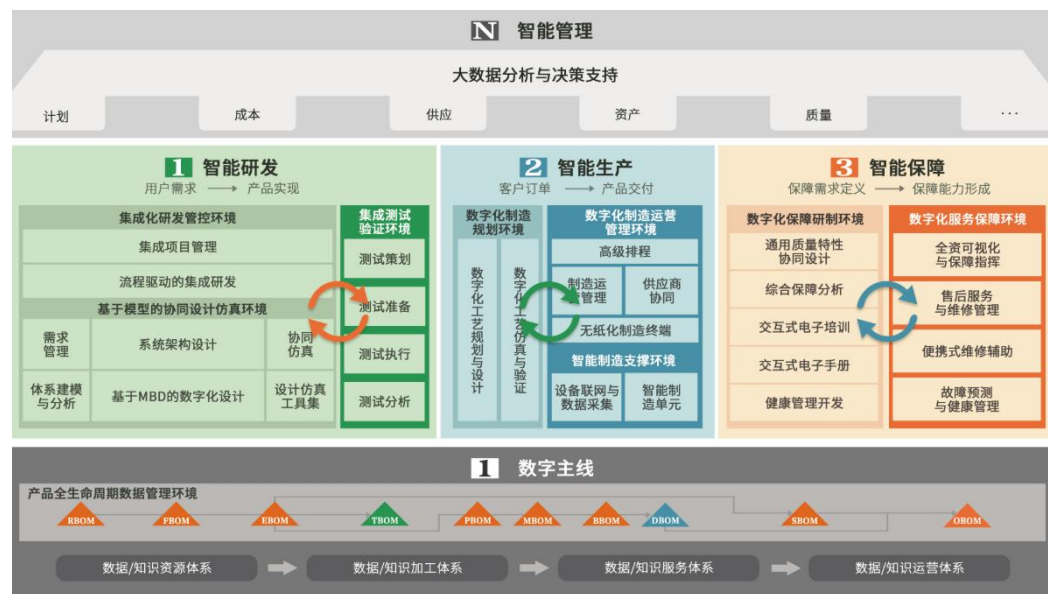 N 智能管理
大数据分析与决策支持
计划 成本 供应 资产 质量 ...
1 智能研发
用户需求 → 产品实现
集成化研发管控环境
集成项目管理
流程驱动的集成研发
基于模型的协同设计仿真环境
需求
管理
系统架构设计
协同
仿真
体系建模
与分析
基于MBD的数字化设计
设计仿真
工具集
集成测试
验证环境
测试策划
测试准备
测试执行
测试分析
2 智能生产
客户订单 → 产品交付
数字化制造
规划环境
数字化工艺规划与设计
数字化工艺仿真与验证
数字化制造运营
管理环境
高级排程
制造运
营管理
供应商
协同
无纸化制造终端
智能制造支撑环境
设备联网与
数据采集
智能制
造单元
3 智能保障
保障需求定义 → 保障能力形成
数字化保障研制环境
通用质量特性
协同设计
综合保障分析
交互式电子培训
交互式电子手册
健康管理开发
数字化服务保障环境
全资可视化
与保障指挥
售后服务
与维修管理
便携式维修辅助
故障预测
与健康管理
1 数字主线
产品全生命周期数据管理环境
RBOM FBOM EBOM TBOM PBOM MBOM BBOM DBOM SBOM OBOM
数据/知识资源体系 数据/知识加工体系 数据/知识服务体系 数据/知识运营体系